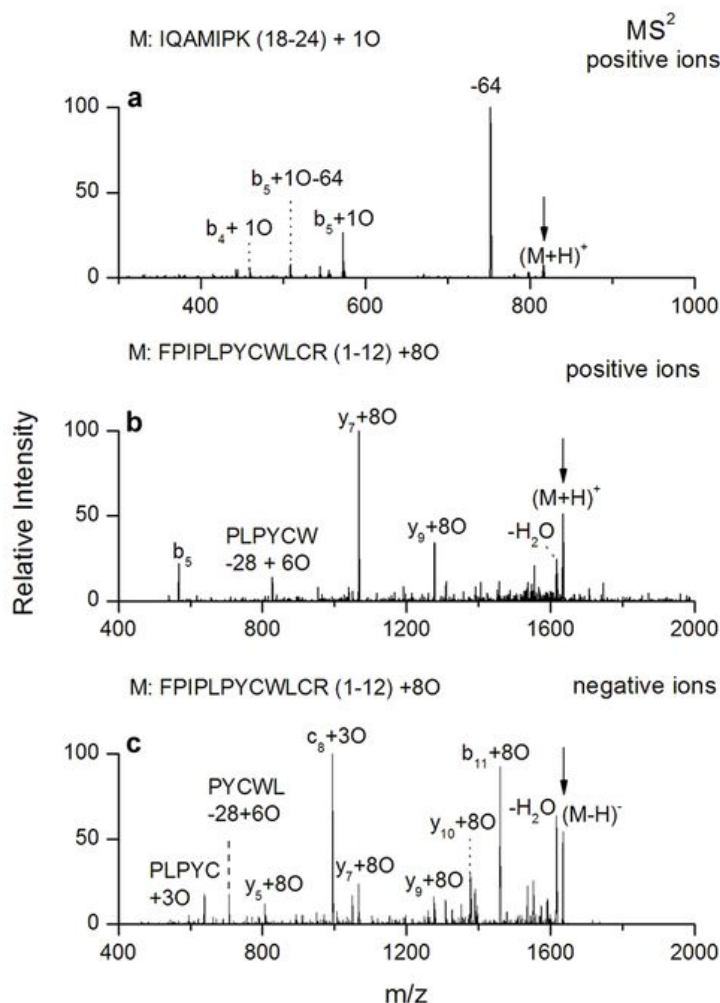 M: IQAMIPK (18-24) + 1O
MS²
positive ions
a
-64
100
b₅+1O-64
b₄+ 1O
b₅+1O
(M+H)⁺
50
0
400 600 800 1000
M: FPIPLPYCWLCR (1-12) +8O
positive ions
b
y₇+8O
100
(M+H)⁺
50
PLPYCW
-28 + 6O
b₅
y₉+8O
-H₂O
0
400 800 1200 1600 2000
Relative Intensity
M: FPIPLPYCWLCR (1-12) +8O
negative ions
c
c₈+3O
b₁₁+8O
100
PYCWL
-28+6O
-H₂O
(M-H)⁻
y₁₀+8O
50
PLPYC
+3O
y₅+8O
y₇+8O
y₉+8O
0
400 800 1200 1600 2000
m/z